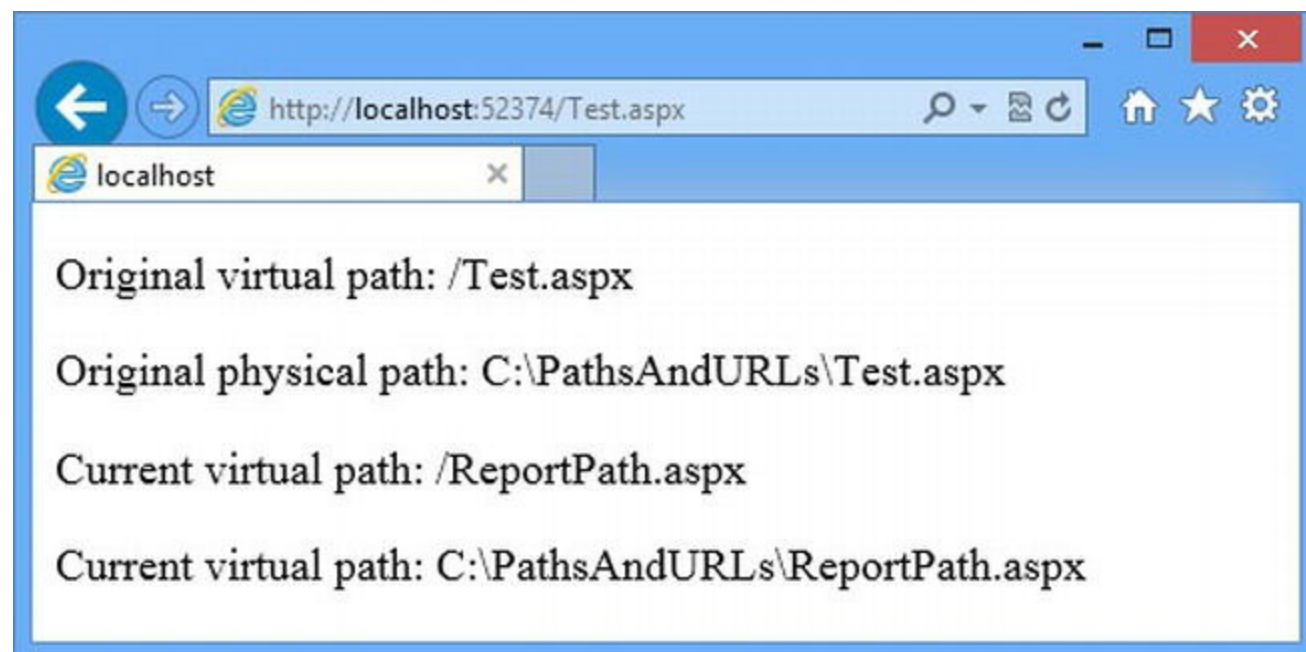 http://localhost:52374/Test.aspx
localhost
Original virtual path: /Test.aspx
Original physical path: C:\PathsAndURLs\Test.aspx
Current virtual path: /ReportPath.aspx
Current virtual path: C:\PathsAndURLs\ReportPath.aspx